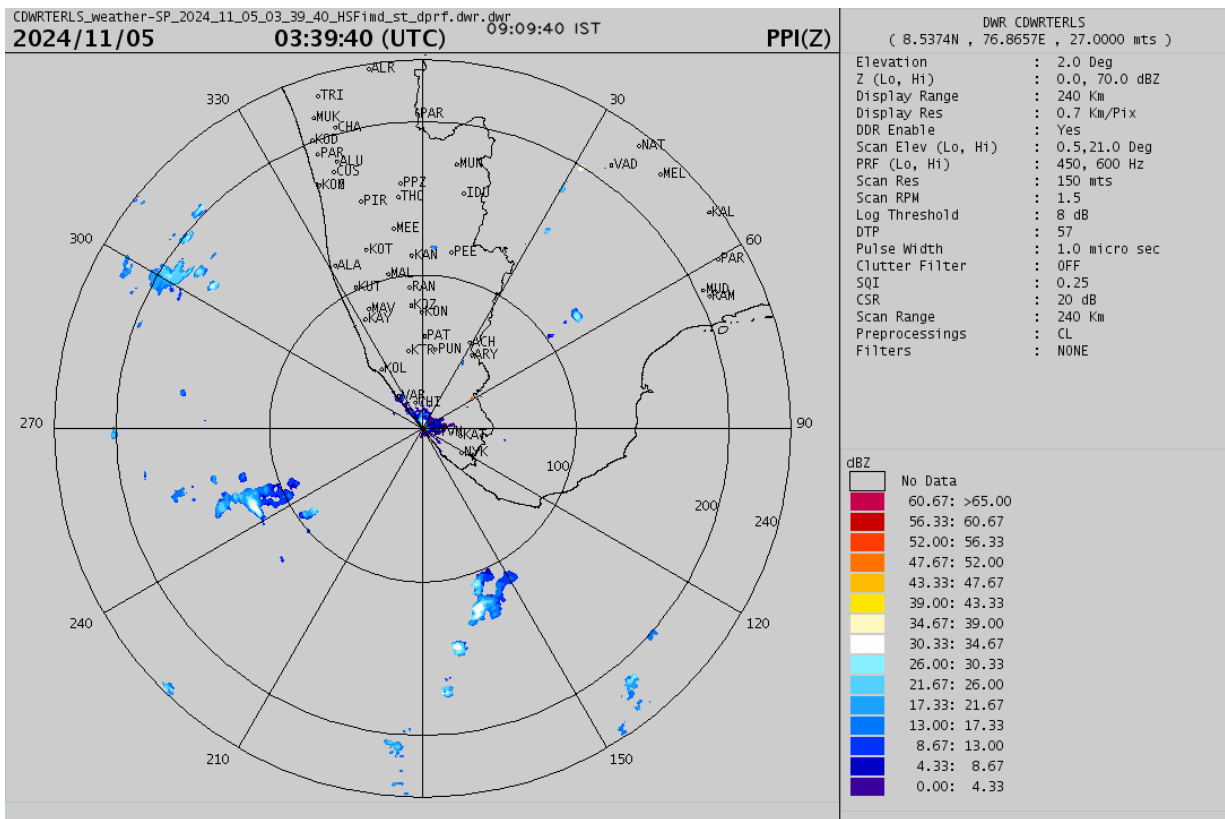 CDWRTERLS_weather-SP_2024_11_05_03_39_40_HSFimd_st_dprf.dwr.dwr
2024/11/05 03:39:40 (UTC) 09:09:40 IST PPI(Z)
DWR CDWRTERLS
( 8.5374N , 76.8657E , 27.0000 mts )
Elevation : 2.0 Deg
Z (Lo, Hi) : 0.0, 70.0 dBZ
Display Range : 240 Km
Display Res : 0.7 Km/Pix
DDR Enable : Yes
Scan Elev (Lo, Hi) : 0.5,21.0 Deg
PRF (Lo, Hi) : 450, 600 Hz
Scan Res : 150 mts
Scan RPM : 1.5
Log Threshold : 8 dB
DTP : 57
Pulse Width : 1.0 micro sec
Clutter Filter : OFF
SQI : 0.25
CSR : 20 dB
Scan Range : 240 Km
Preprocessings : CL
Filters : NONE
ALR
TRI
330
30
MUK
PAR
CHA
KOD
NAT
PAR
ALU
MUN
VAD
COS
MEL
PPZ
PIR
THO
IDU
KAL
MEE
300
60
KOT
KAN
PEE
PAR
ALA
MAL
KUT
RAN
MUD
RAM
MAV
KOZ
KAY
KON
PAT
ACH
KTR
PUN
ARY
KOL
VAR
CHI
270
TVM
KAT
90
NYK
100
200
240
240
120
210
150
dBZ
No Data
60.67: >65.00
56.33: 60.67
52.00: 56.33
47.67: 52.00
43.33: 47.67
39.00: 43.33
34.67: 39.00
30.33: 34.67
26.00: 30.33
21.67: 26.00
17.33: 21.67
13.00: 17.33
8.67: 13.00
4.33: 8.67
0.00: 4.33